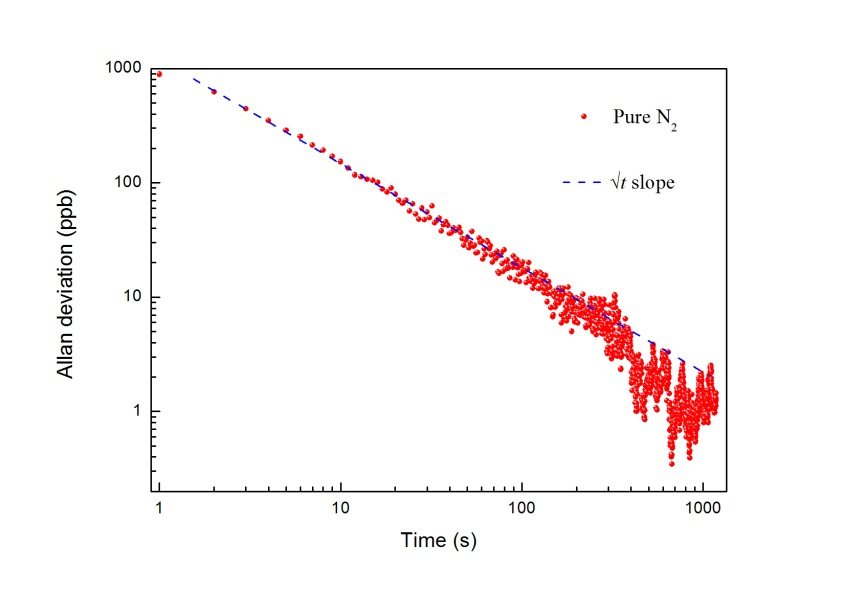 1000
100
10
1
Allan deviation (ppb)
Pure N₂
√t slope
1
10
100
1000
Time (s)